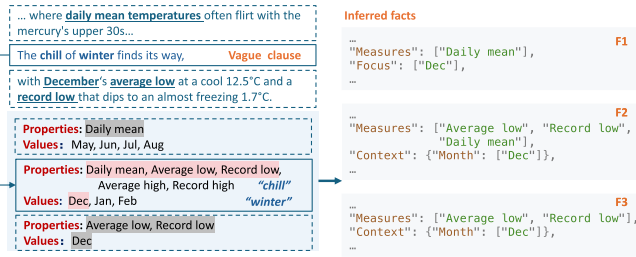 ... where daily mean temperatures often flirt with the
mercury's upper 30s...
The chill of winter finds its way, Vague clause
with December's average low at a cool 12.5°C and a
record low that dips to an almost freezing 1.7°C.
Properties: Daily mean
Values: May, Jun, Jul, Aug
Properties: Daily mean, Average low, Record low,
Average high, Record high "chill"
Values: Dec, Jan, Feb "winter"
Properties: Average low, Record low
Values: Dec
Inferred facts
... F1
"Measures": ["Daily mean"],
"Focus": ["Dec"],
...
... F2
"Measures": ["Average low", "Record low",
"Daily mean"],
"Context": {"Month": ["Dec"]},
...
... F3
"Measures": ["Average low", "Record low"],
"Context": {"Month": ["Dec"]},
...